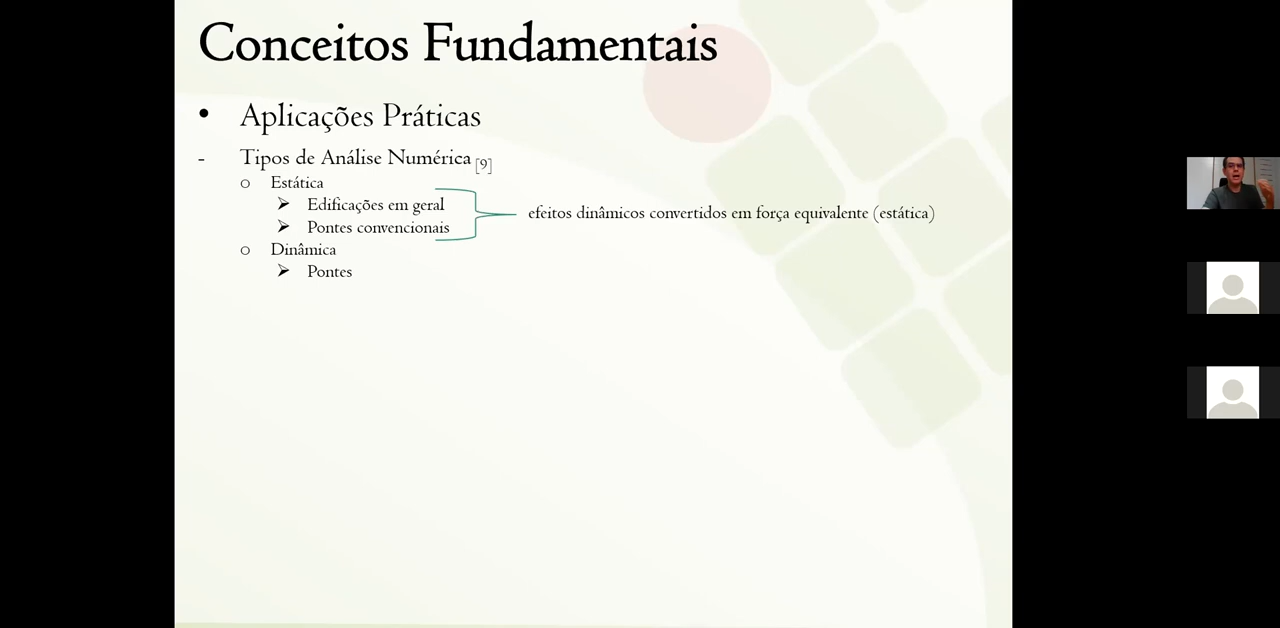 Conceitos Fundamentais
• Aplicações Práticas
- Tipos de Análise Numérica [9]
o Estática
➢ Edificações em geral
➢ Pontes convencionais
efeitos dinâmicos convertidos em força equivalente (estática)
o Dinâmica
➢ Pontes